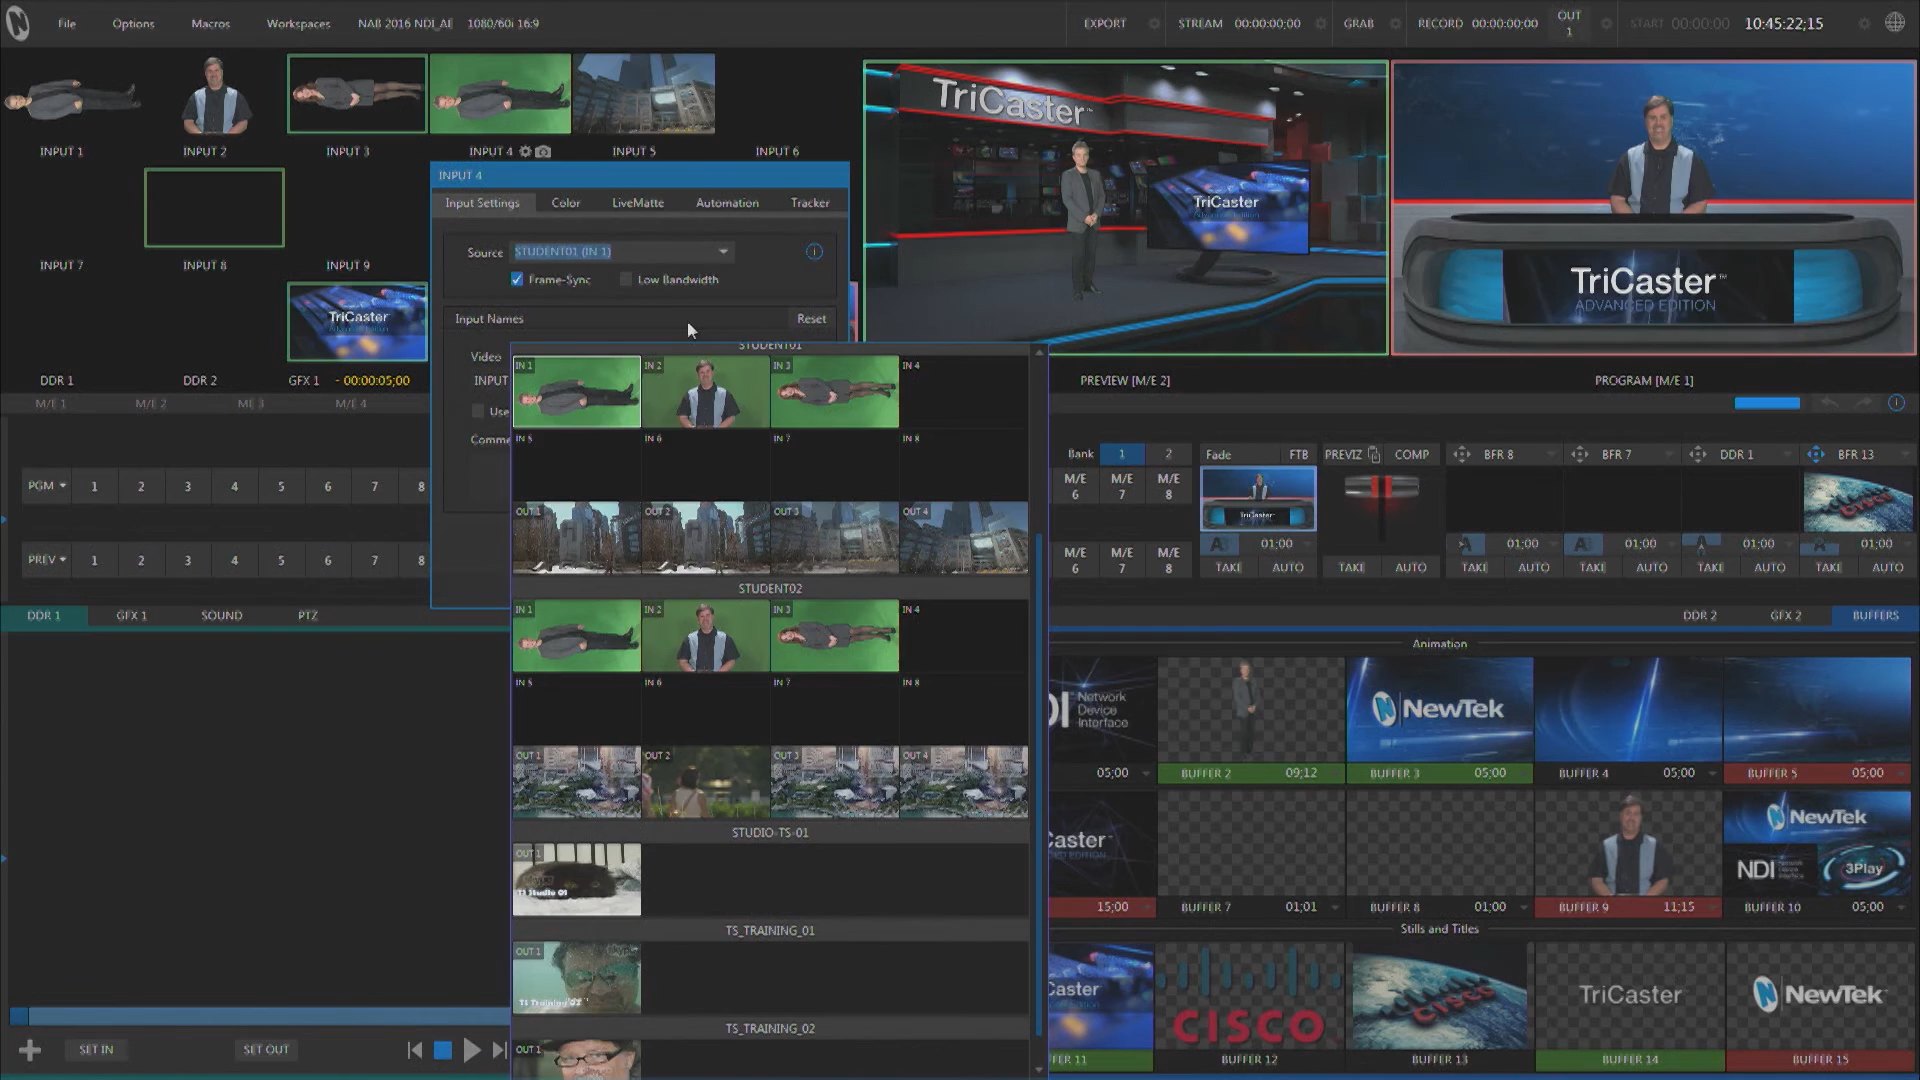 File Options Macros Workspaces NAB 2016 NDI_AE 1080/60i 16:9 EXPORT STREAM 00:00:00;00 GRAB RECORD 00:00:00;00 OUT 1 START 00:00:00 10:45:22;15
INPUT 1 INPUT 2 INPUT 3 INPUT 4 INPUT 5 INPUT 6
INPUT 7 INPUT 8 INPUT 9
TriCaster
DDR 1 DDR 2 GFX 1 - 00:00:05;00
M/E 1 M/E 2 M/E 3 M/E 4
INPUT 4
Input Settings Color LiveMatte Automation Tracker
Source STUDENT01 (IN 1)
Frame-Sync Low Bandwidth
Input Names Reset
Video
INPUT
Use
Comme
TriCaster™
TriCaster
TriCaster™
ADVANCED EDITION
PREVIEW [M/E 2] PROGRAM [M/E 1]
STUDENT01
IN 1 IN 2 IN 3 IN 4
IN 5 IN 6 IN 7 IN 8
OUT 1 OUT 2 OUT 3 OUT 4
STUDENT02
IN 1 IN 2 IN 3 IN 4
IN 5 IN 6 IN 7 IN 8
OUT 1 OUT 2 OUT 3 OUT 4
STUDIO-TS-01
OUT 1
TS_TRAINING_01
OUT 1
TS_TRAINING_02
OUT 1
PGM 1 2 3 4 5 6 7 8
PREV 1 2 3 4 5 6 7 8
Bank 1 2
M/E 6 M/E 7 M/E 8
M/E 6 M/E 7 M/E 8
Fade FTB PREVIZ COMP BFR 8 BFR 7 DDR 1 BFR 13
TriCaster
CISCO
01;00 01;00 01;00 01;00 01;00
TAKE AUTO TAKE AUTO TAKE AUTO TAKE AUTO TAKE AUTO TAKE AUTO
DDR 1 GFX 1 SOUND PTZ
DDR 2 GFX 2 BUFFERS
Animation
DI Network Device Interface
NewTek
05;00 BUFFER 2 09;12 BUFFER 3 05;00 BUFFER 4 05;00 BUFFER 5 05;00
aster
NewTek
NDI 3Play
15;00 BUFFER 7 01;01 BUFFER 8 01;00 BUFFER 9 11;15 BUFFER 10 05;00
Stills and Titles
Caster
CISCO
CISCO
TriCaster
NewTek
FER 11 BUFFER 12 BUFFER 13 BUFFER 14 BUFFER 15
SET IN SET OUT